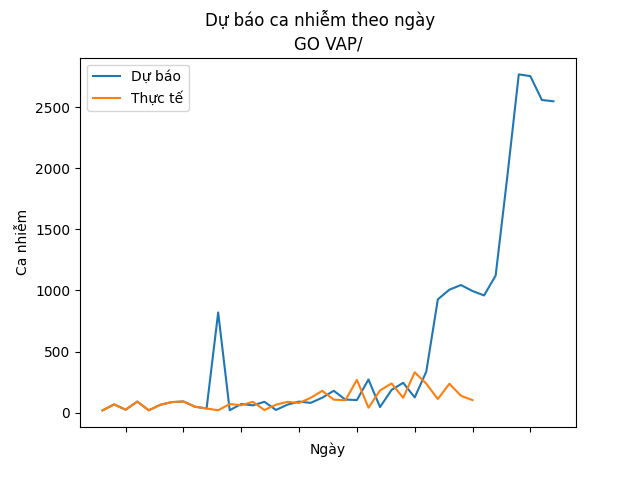 Dự báo ca nhiễm theo ngày
GO VAP/
Dự báo
Thực tế
2500
2000
1500
1000
500
0
Ca nhiễm
Ngày